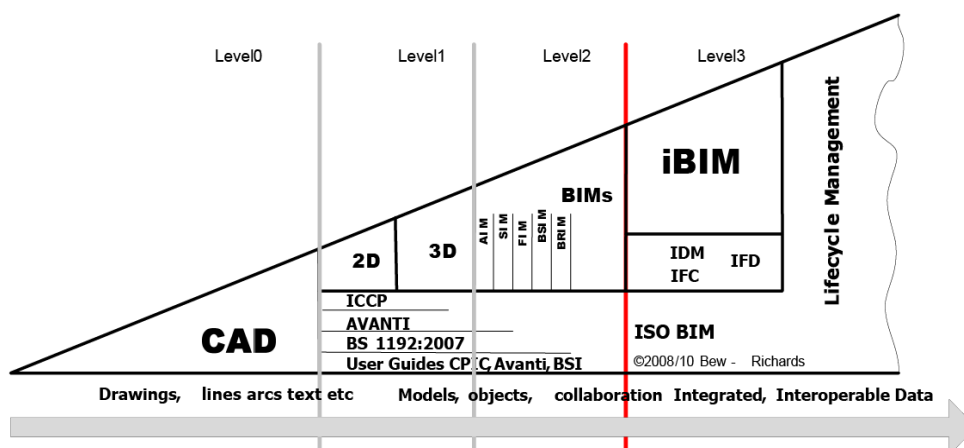 Level0
Level1
Level2
Level3
iBIM
BIMs
AIM
SIM
FIM
BSIM
BRIM
2D
3D
IDM
IFD
IFC
Lifecycle Management
CAD
ICCP
AVANTI
BS 1192:2007
User Guides CPIC, Avanti, BSI
ISO BIM
©2008/10 Bew - Richards
Drawings, lines arcs text etc
Models, objects, collaboration
Integrated, Interoperable Data